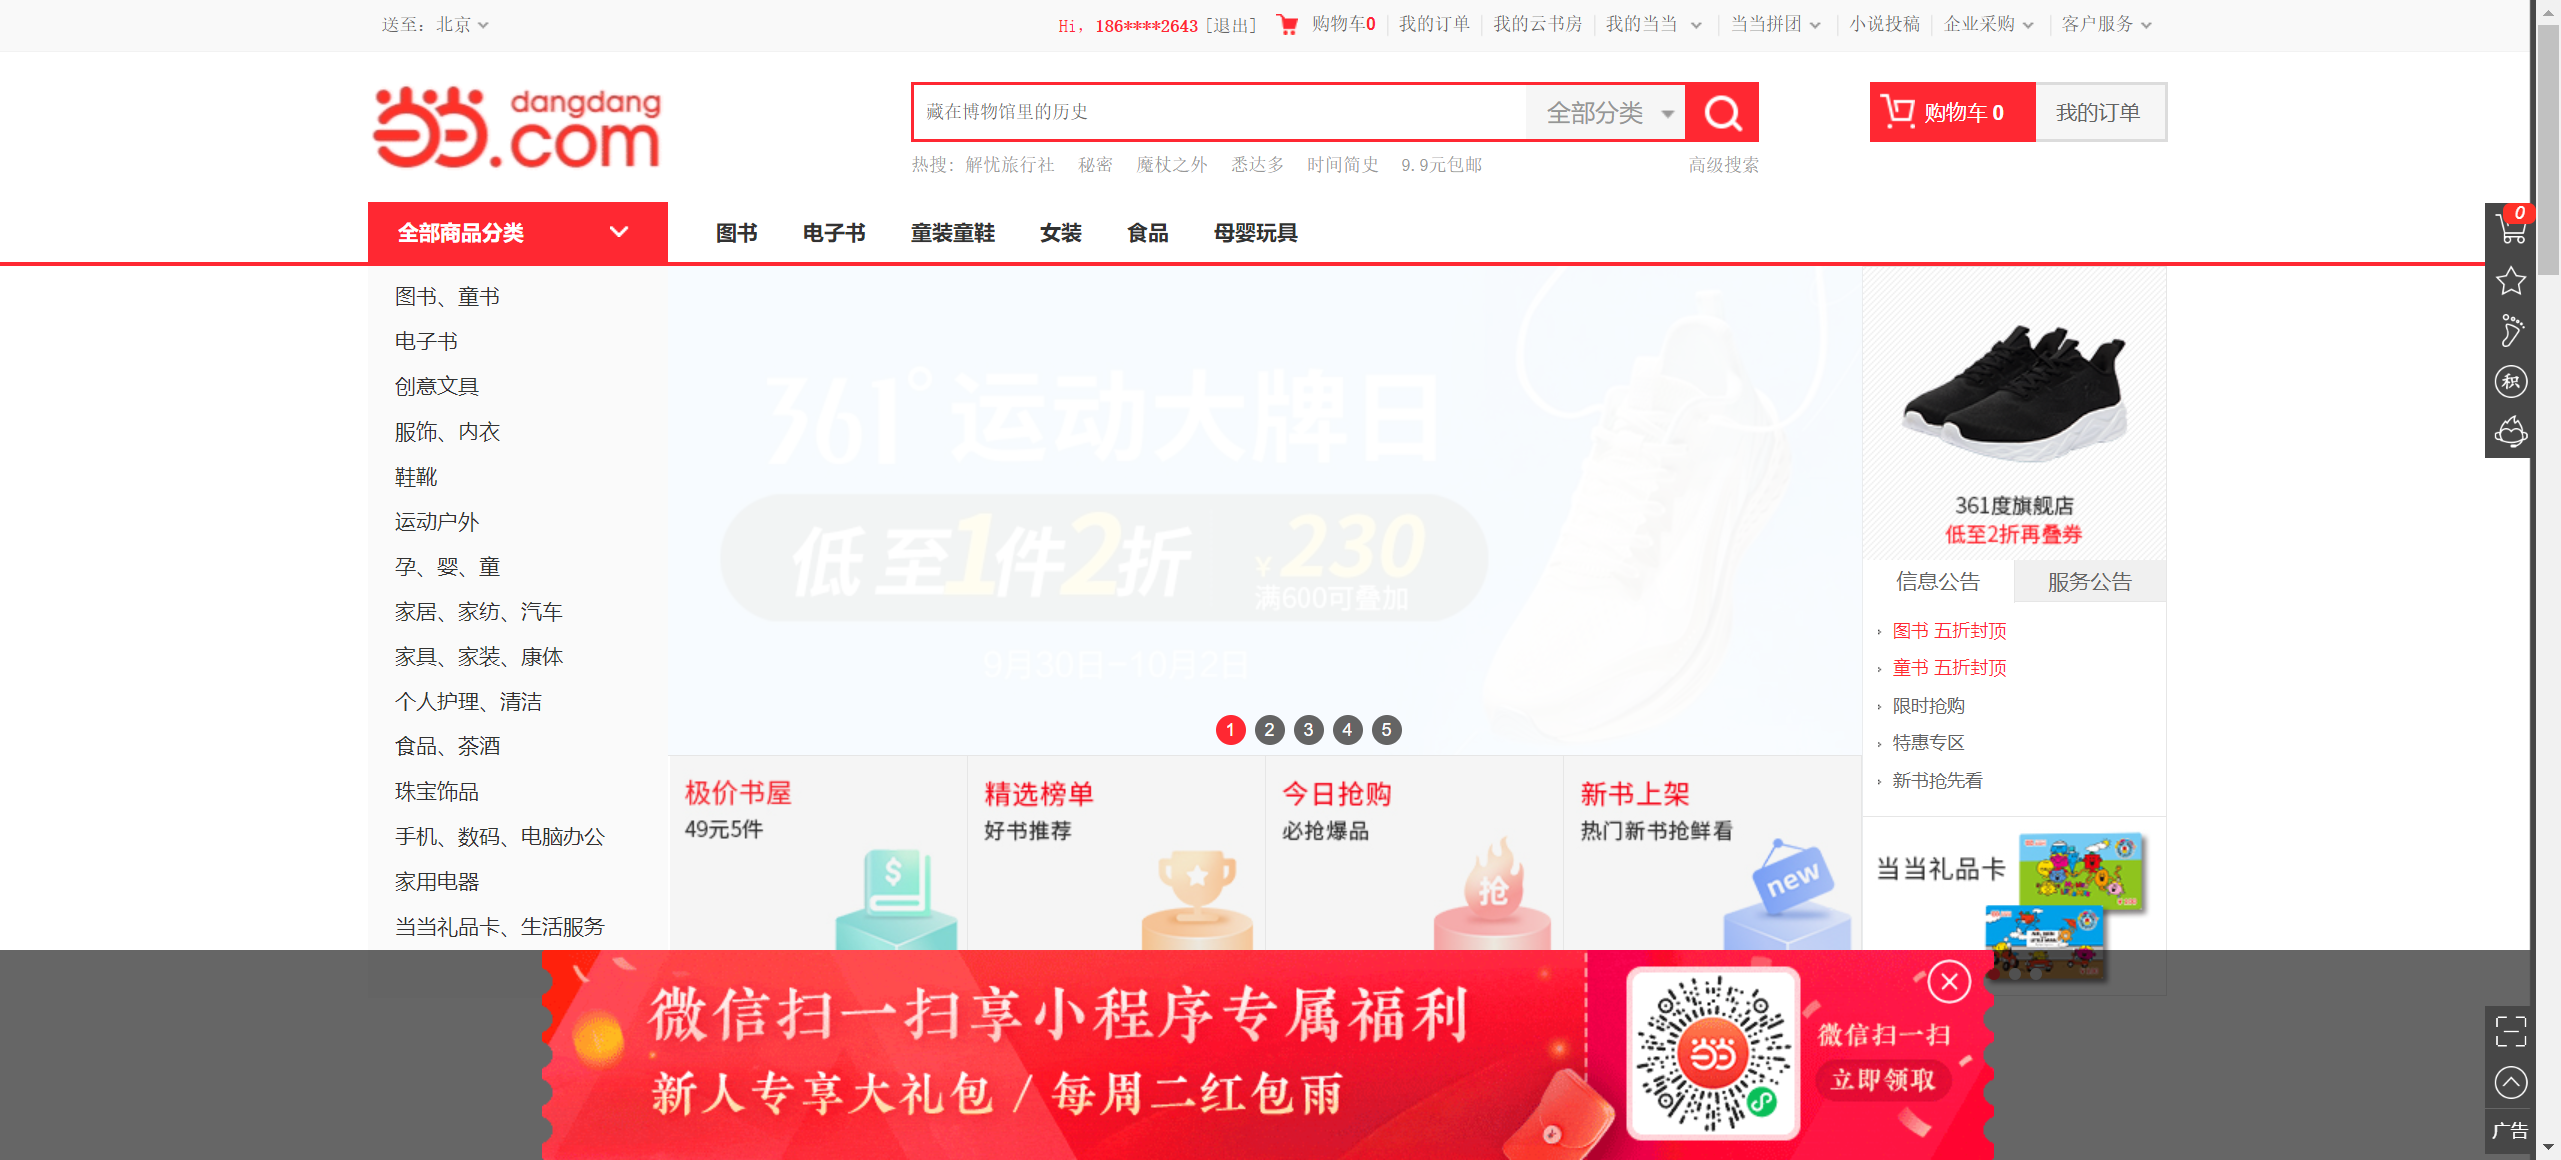 送至：北京
Hi，186****2643 [退出] 购物车0 我的订单 我的云书房 我的当当 当当拼团 小说投稿 企业采购 客户服务
dangdang
.com
藏在博物馆里的历史 全部分类
购物车 0 我的订单
热搜：解忧旅行社 秘密 魔杖之外 悉达多 时间简史 9.9元包邮 高级搜索
全部商品分类 图书 电子书 童装童鞋 女装 食品 母婴玩具
0
积
图书、童书
电子书
创意文具
服饰、内衣
鞋靴
运动户外
孕、婴、童
家居、家纺、汽车
家具、家装、康体
个人护理、清洁
食品、茶酒
珠宝饰品
手机、数码、电脑办公
家用电器
当当礼品卡、生活服务
361°运动大牌日
低至1件2折 ¥230
满600可叠加
9月30日-10月2日
1 2 3 4 5
361度旗舰店
低至2折再叠券
信息公告 服务公告
图书 五折封顶
童书 五折封顶
限时抢购
特惠专区
新书抢先看
当当礼品卡
极价书屋
49元5件
精选榜单
好书推荐
今日抢购
必抢爆品
抢
新书上架
热门新书抢鲜看
new
微信扫一扫享小程序专属福利
新人专享大礼包 / 每周二红包雨
微信扫一扫
立即领取
广告